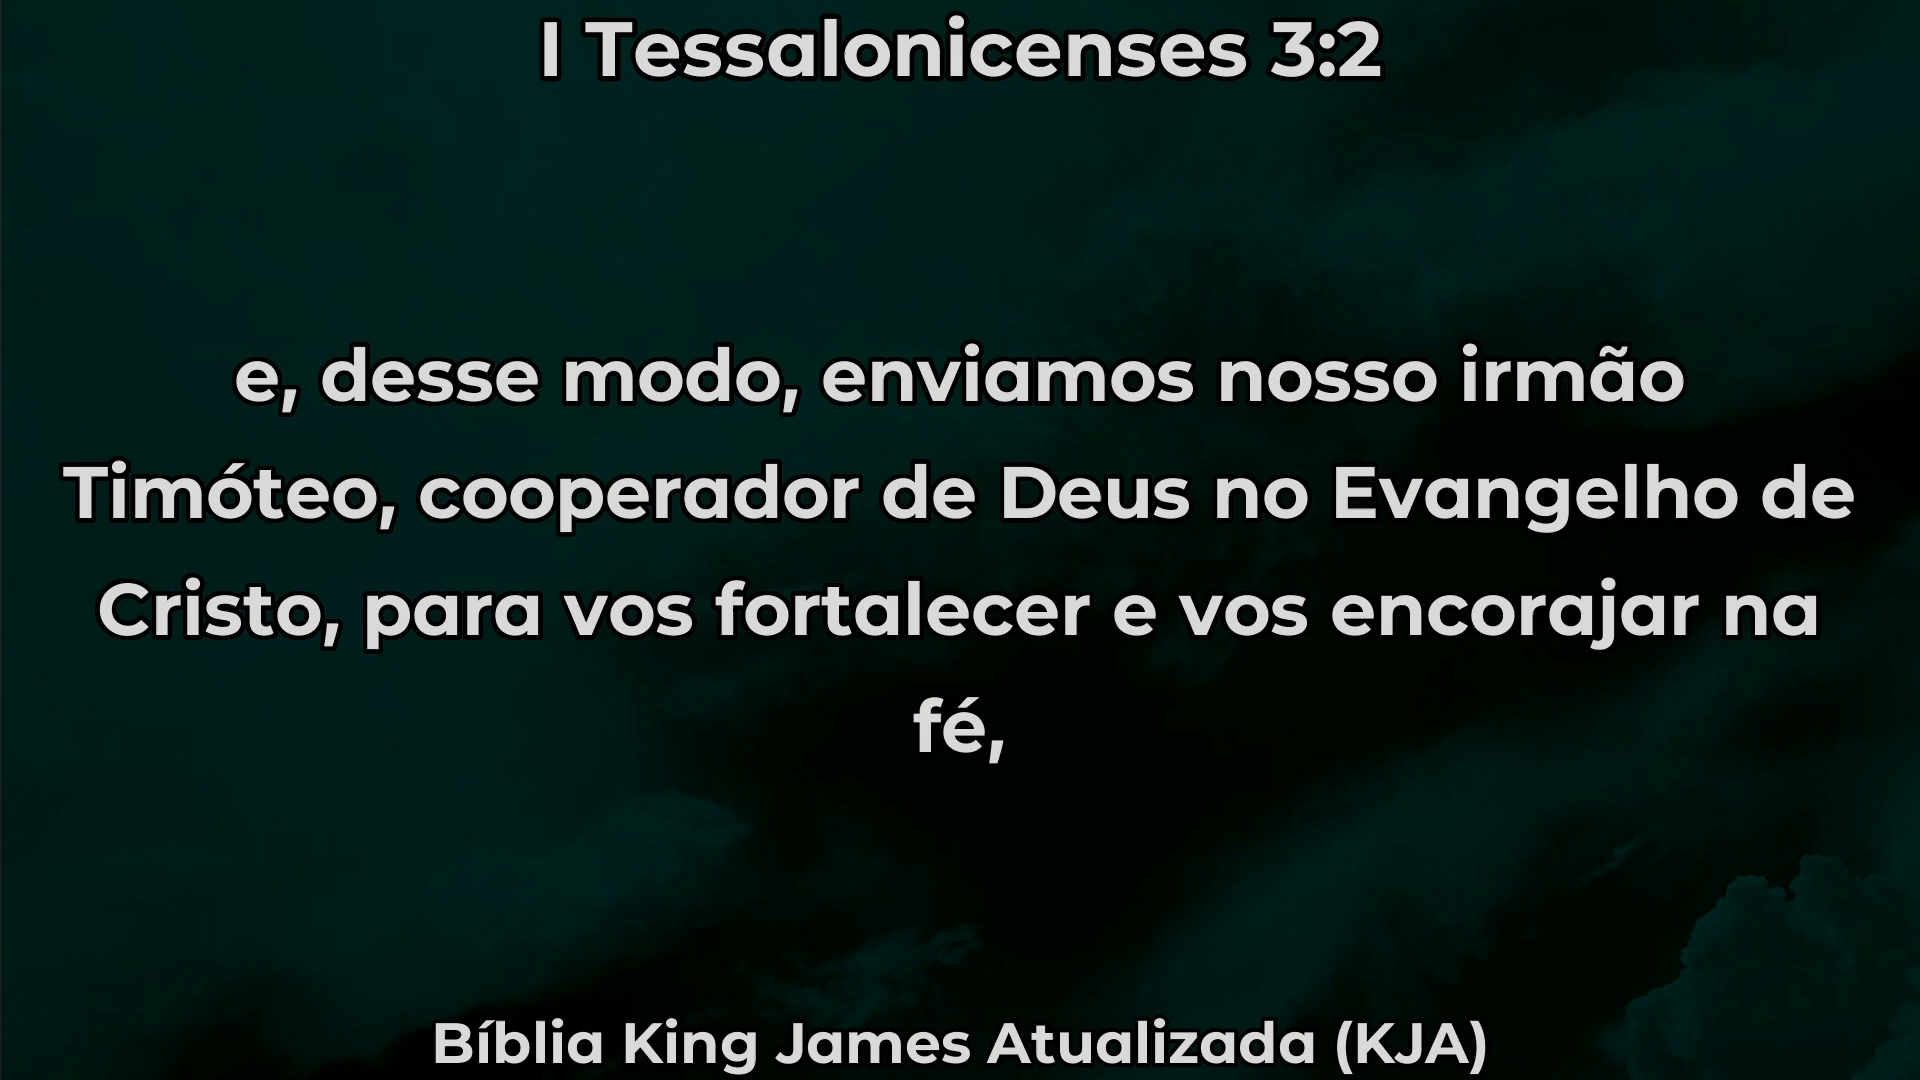 I Tessalonicenses 3:2
e, desse modo, enviamos nosso irmão
Timóteo, cooperador de Deus no Evangelho de
Cristo, para vos fortalecer e vos encorajar na
fé,
Bíblia King James Atualizada (KJA)